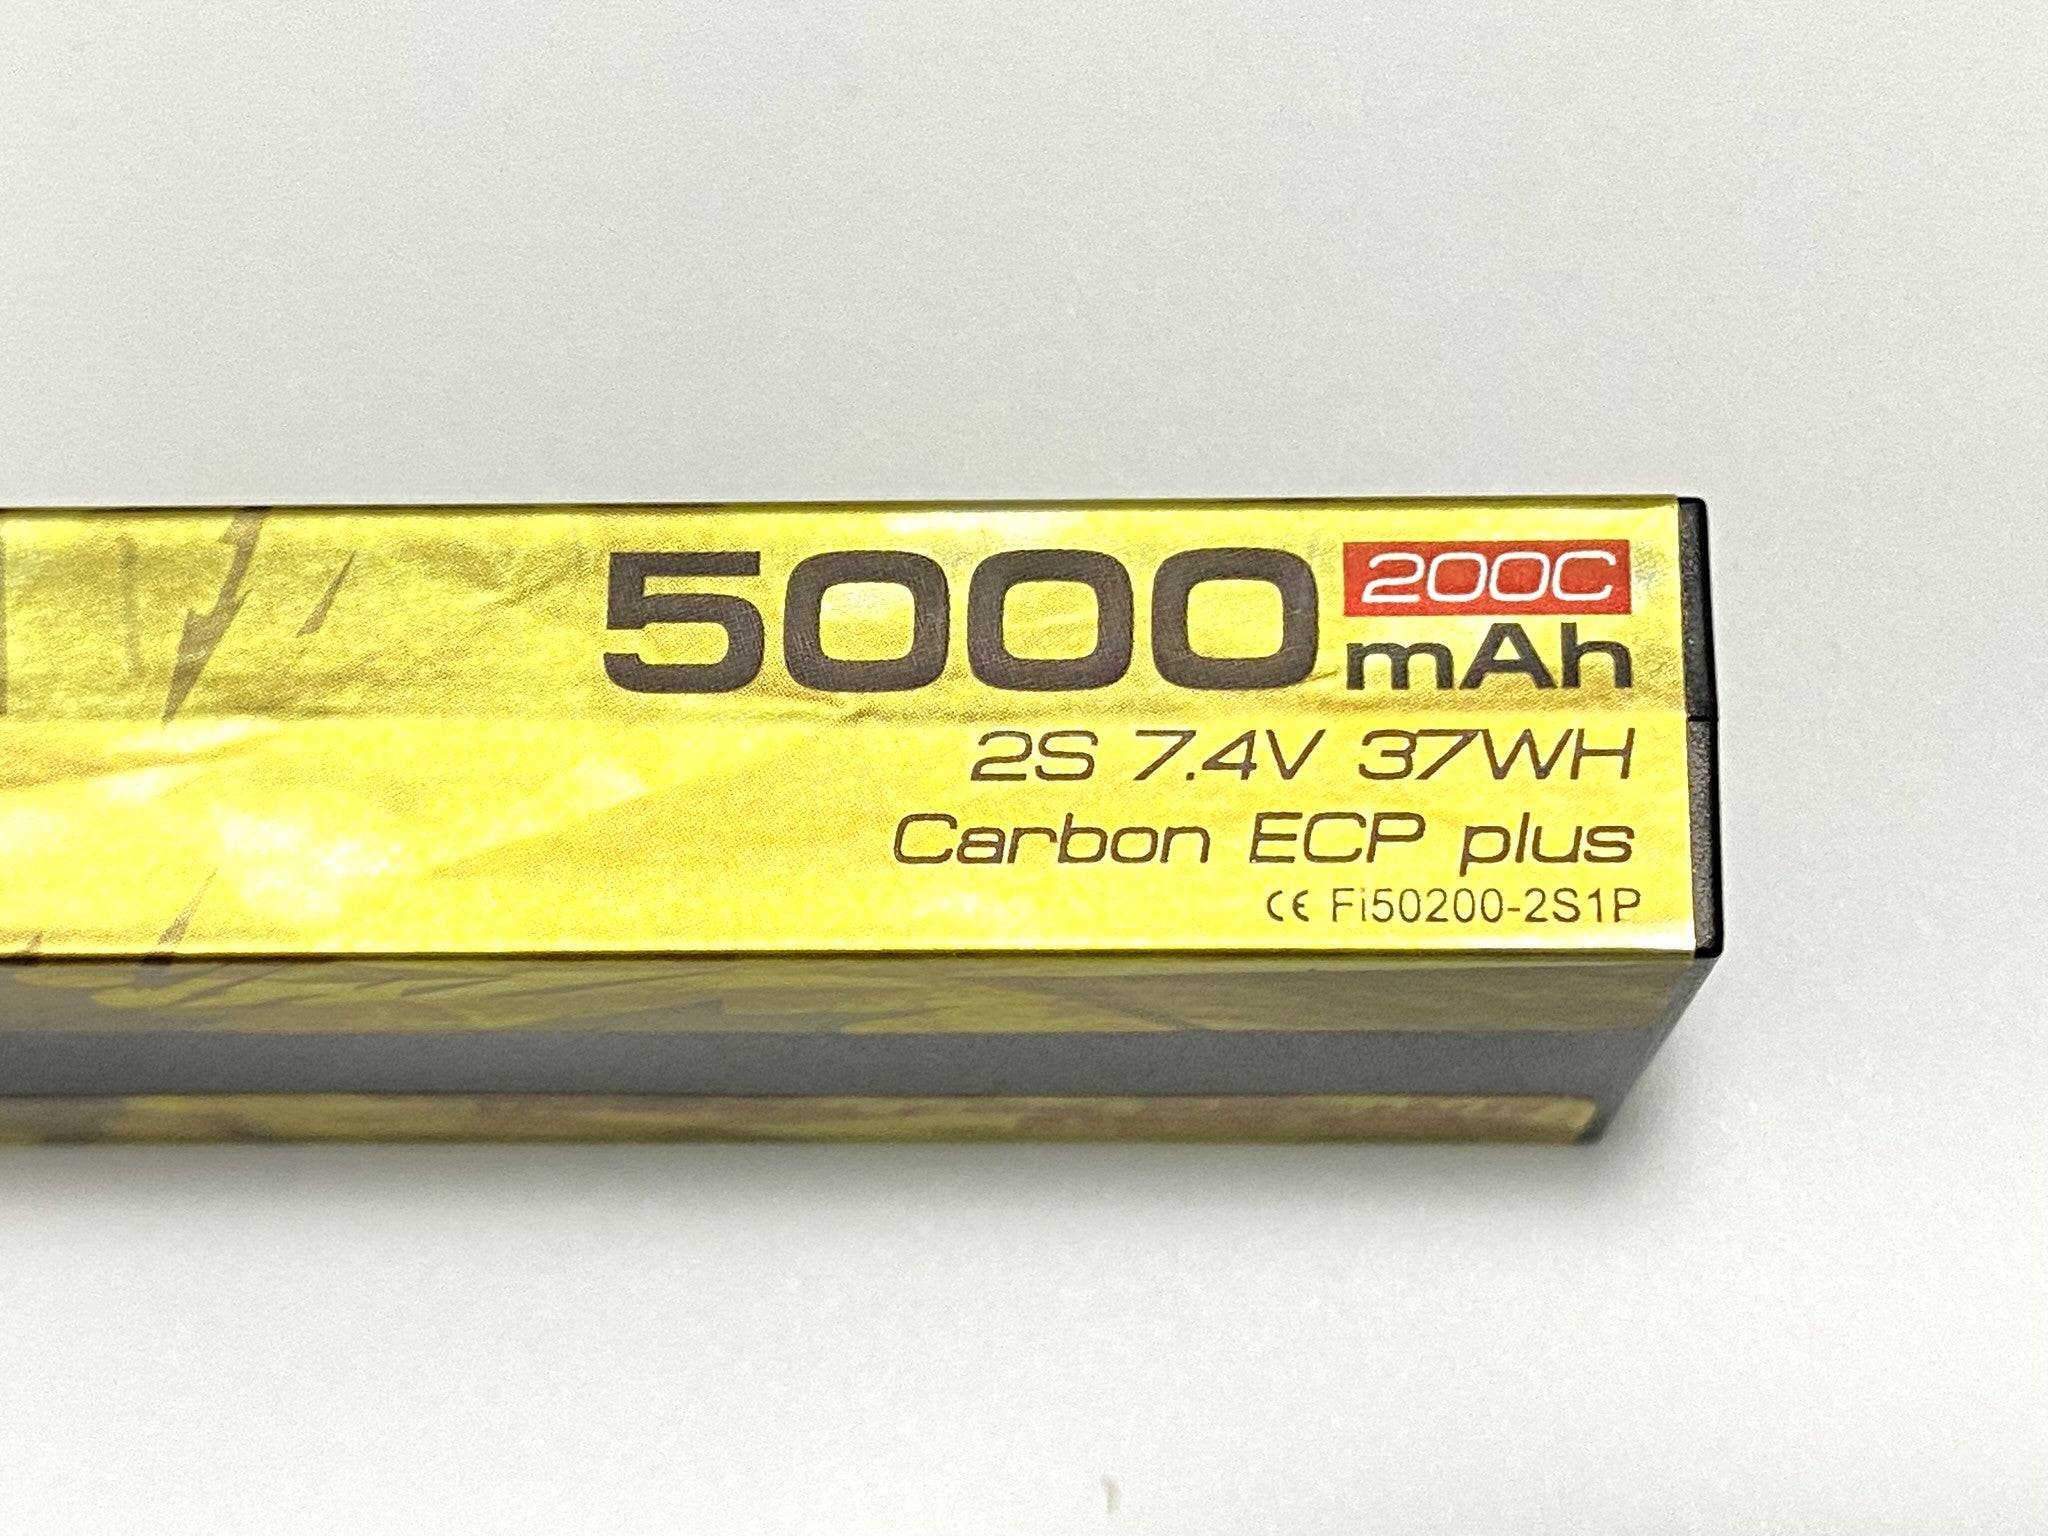 5000 200C mAh
2S 7.4V 37WH
Carbon ECP plus
CE Fi50200-2S1P